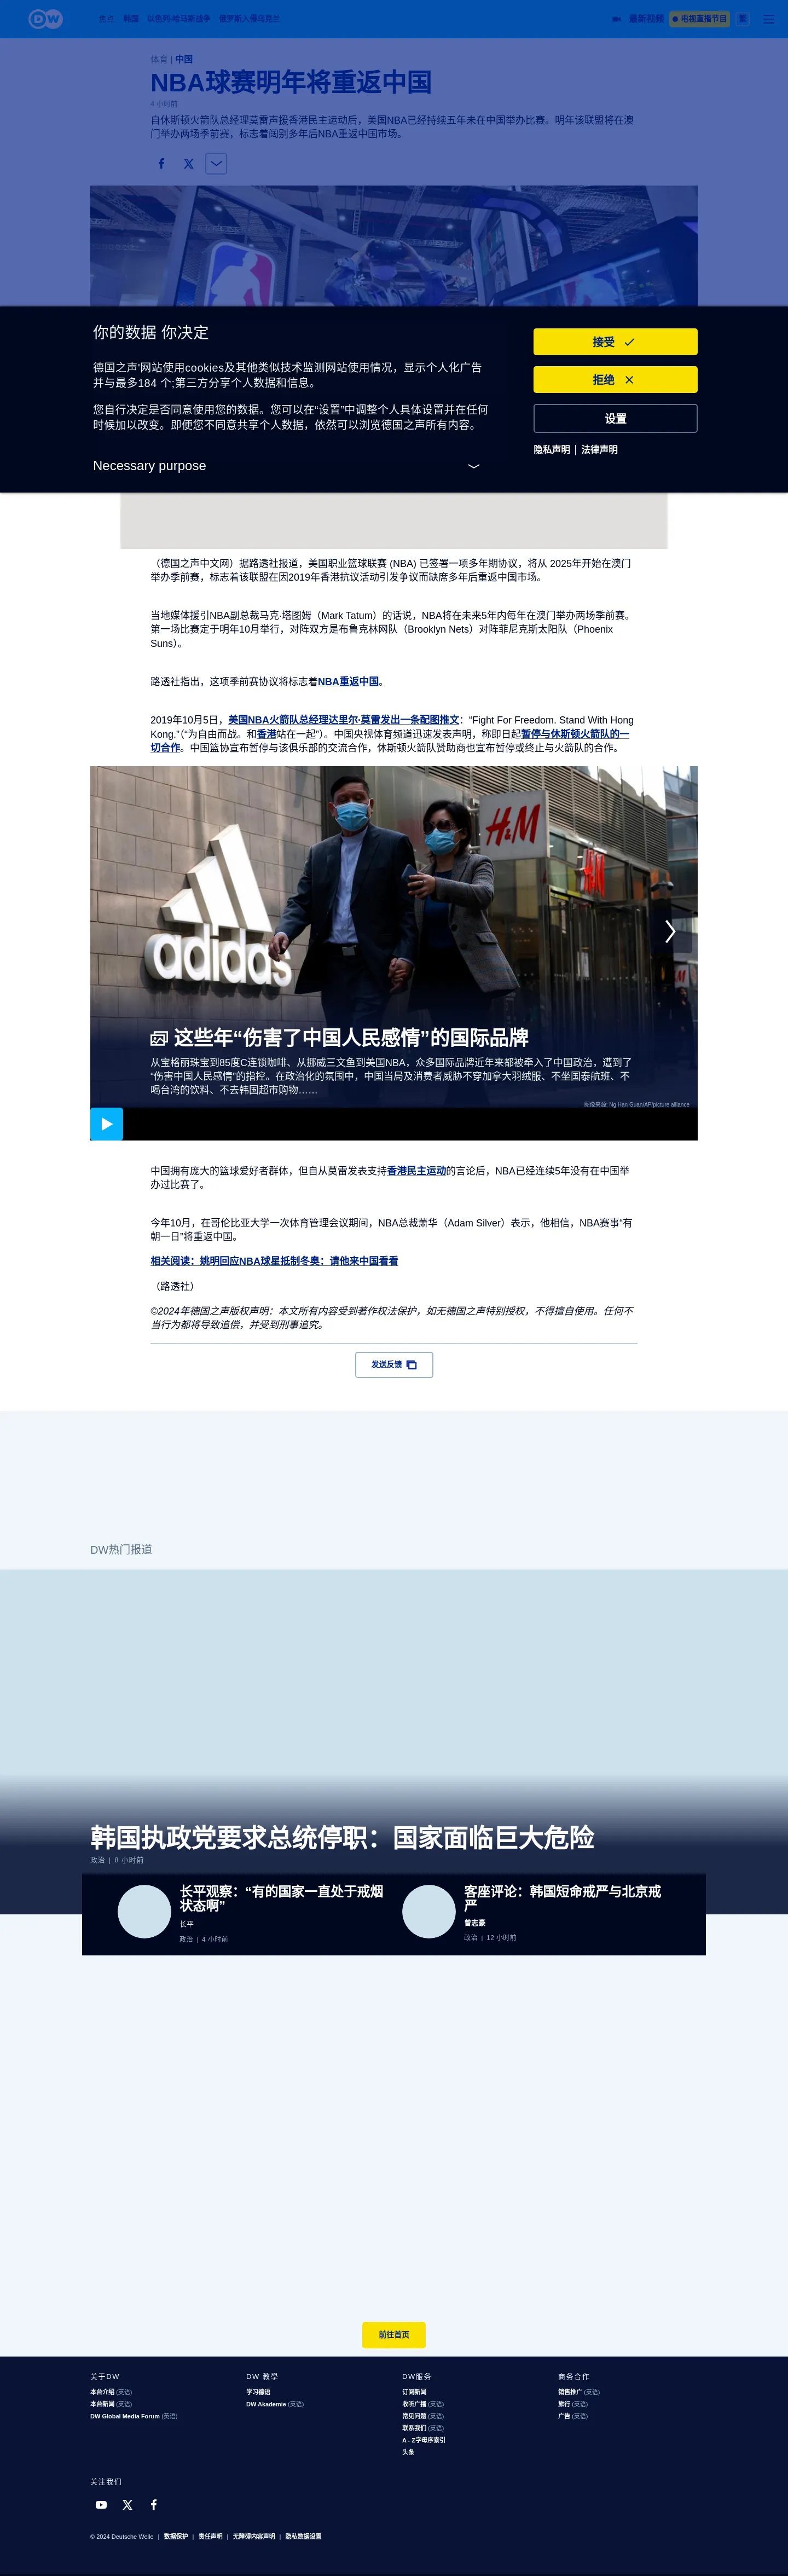 DW
焦点
韩国
以色列-哈马斯战争
俄罗斯入侵乌克兰
最新视频
电视直播节目
繁
体育 | 中国
NBA球赛明年将重返中国
4 小时前
自休斯顿火箭队总经理莫雷声援香港民主运动后，美国NBA已经持续五年未在中国举办比赛。明年该联盟将在澳
门举办两场季前赛，标志着阔别多年后NBA重返中国市场。
你的数据 你决定
德国之声'网站使用cookies及其他类似技术监测网站使用情况，显示个人化广告
并与最多184 个;第三方分享个人数据和信息。
您自行决定是否同意使用您的数据。您可以在“设置”中调整个人具体设置并在任何
时候加以改变。即便您不同意共享个人数据，依然可以浏览德国之声所有内容。
Necessary purpose
接受
拒绝
设置
隐私声明 | 法律声明
（德国之声中文网）据路透社报道，美国职业篮球联赛 (NBA) 已签署一项多年期协议，将从 2025年开始在澳门
举办季前赛，标志着该联盟在因2019年香港抗议活动引发争议而缺席多年后重返中国市场。
当地媒体援引NBA副总裁马克·塔图姆（Mark Tatum）的话说，NBA将在未来5年内每年在澳门举办两场季前赛。
第一场比赛定于明年10月举行，对阵双方是布鲁克林网队（Brooklyn Nets）对阵菲尼克斯太阳队（Phoenix
Suns）。
路透社指出，这项季前赛协议将标志着NBA重返中国。
2019年10月5日，美国NBA火箭队总经理达里尔·莫雷发出一条配图推文：“Fight For Freedom. Stand With Hong
Kong.”（“为自由而战。和香港站在一起”）。中国央视体育频道迅速发表声明，称即日起暂停与休斯顿火箭队的一
切合作。中国篮协宣布暂停与该俱乐部的交流合作，休斯顿火箭队赞助商也宣布暂停或终止与火箭队的合作。
adidas
H&M
这些年“伤害了中国人民感情”的国际品牌
从宝格丽珠宝到85度C连锁咖啡、从挪威三文鱼到美国NBA，众多国际品牌近年来都被牵入了中国政治，遭到了
“伤害中国人民感情”的指控。在政治化的氛围中，中国当局及消费者威胁不穿加拿大羽绒服、不坐国泰航班、不
喝台湾的饮料、不去韩国超市购物……
图像来源: Ng Han Guan/AP/picture alliance
中国拥有庞大的篮球爱好者群体，但自从莫雷发表支持香港民主运动的言论后，NBA已经连续5年没有在中国举
办过比赛了。
今年10月，在哥伦比亚大学一次体育管理会议期间，NBA总裁萧华（Adam Silver）表示，他相信，NBA赛事“有
朝一日”将重返中国。
相关阅读：姚明回应NBA球星抵制冬奥：请他来中国看看
（路透社）
©2024年德国之声版权声明：本文所有内容受到著作权法保护，如无德国之声特别授权，不得擅自使用。任何不
当行为都将导致追偿，并受到刑事追究。
发送反馈
DW热门报道
韩国执政党要求总统停职：国家面临巨大危险
政治 | 8 小时前
长平观察：“有的国家一直处于戒烟
状态啊”
长平
政治 | 4 小时前
客座评论：韩国短命戒严与北京戒
严
曾志豪
政治 | 12 小时前
前往首页
关于DW
本台介绍 (英语)
本台新闻 (英语)
DW Global Media Forum (英语)
DW 教學
学习德语
DW Akademie (英语)
DW服务
订阅新闻
收听广播 (英语)
常见问题 (英语)
联系我们 (英语)
A - Z字母序索引
头条
商务合作
销售推广 (英语)
旅行 (英语)
广告 (英语)
关注我们
© 2024 Deutsche Welle | 数据保护 | 责任声明 | 无障碍内容声明 | 隐私数据设置